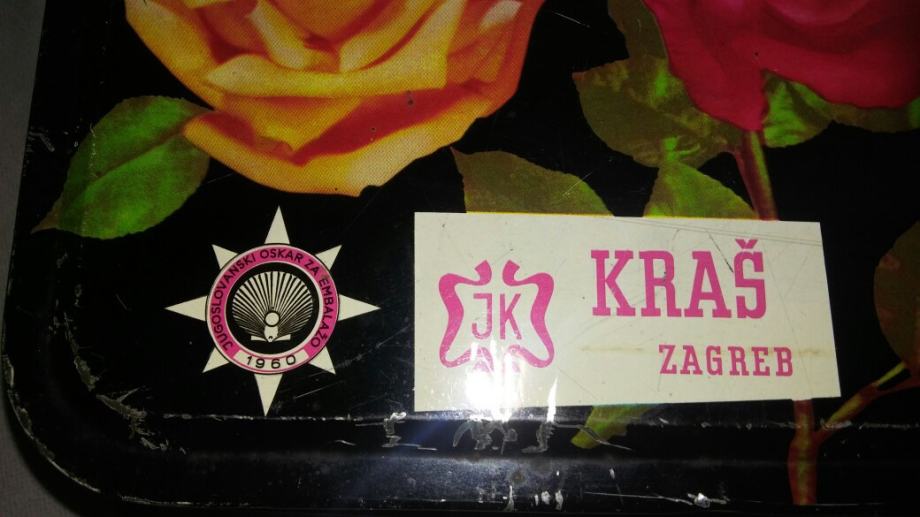 JUGOSLOVANSKI OSKAR ZA EMBALAŽO
1960
JK
KRAŠ
ZAGREB